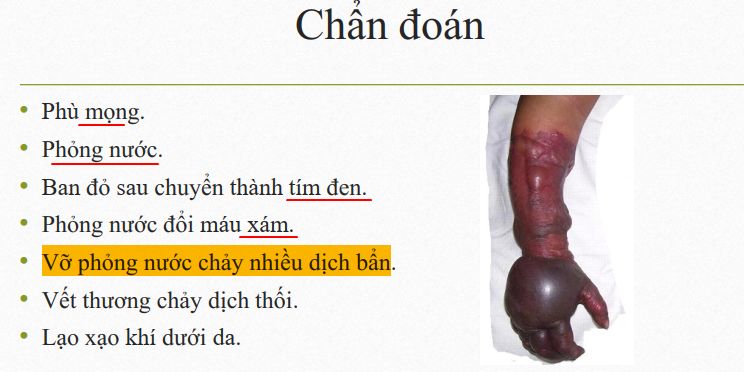 Chẩn đoán
Phù mọng.
Phỏng nước.
Ban đỏ sau chuyển thành tím đen.
Phỏng nước đổi máu xám.
Vỡ phỏng nước chảy nhiều dịch bẩn.
Vết thương chảy dịch thối.
Lạo xạo khí dưới da.